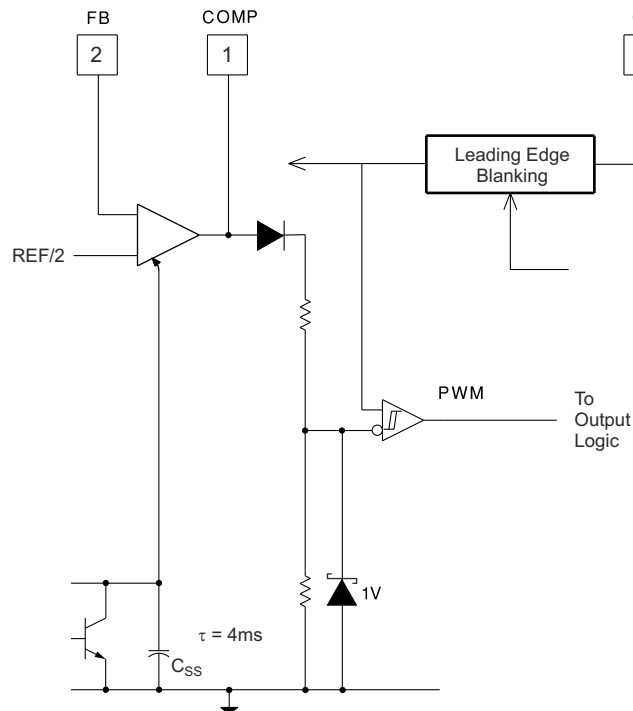 FB
COMP
2
1
Leading Edge
Blanking
REF/2
PWM
To
Output
Logic
1V
τ = 4ms
CSS